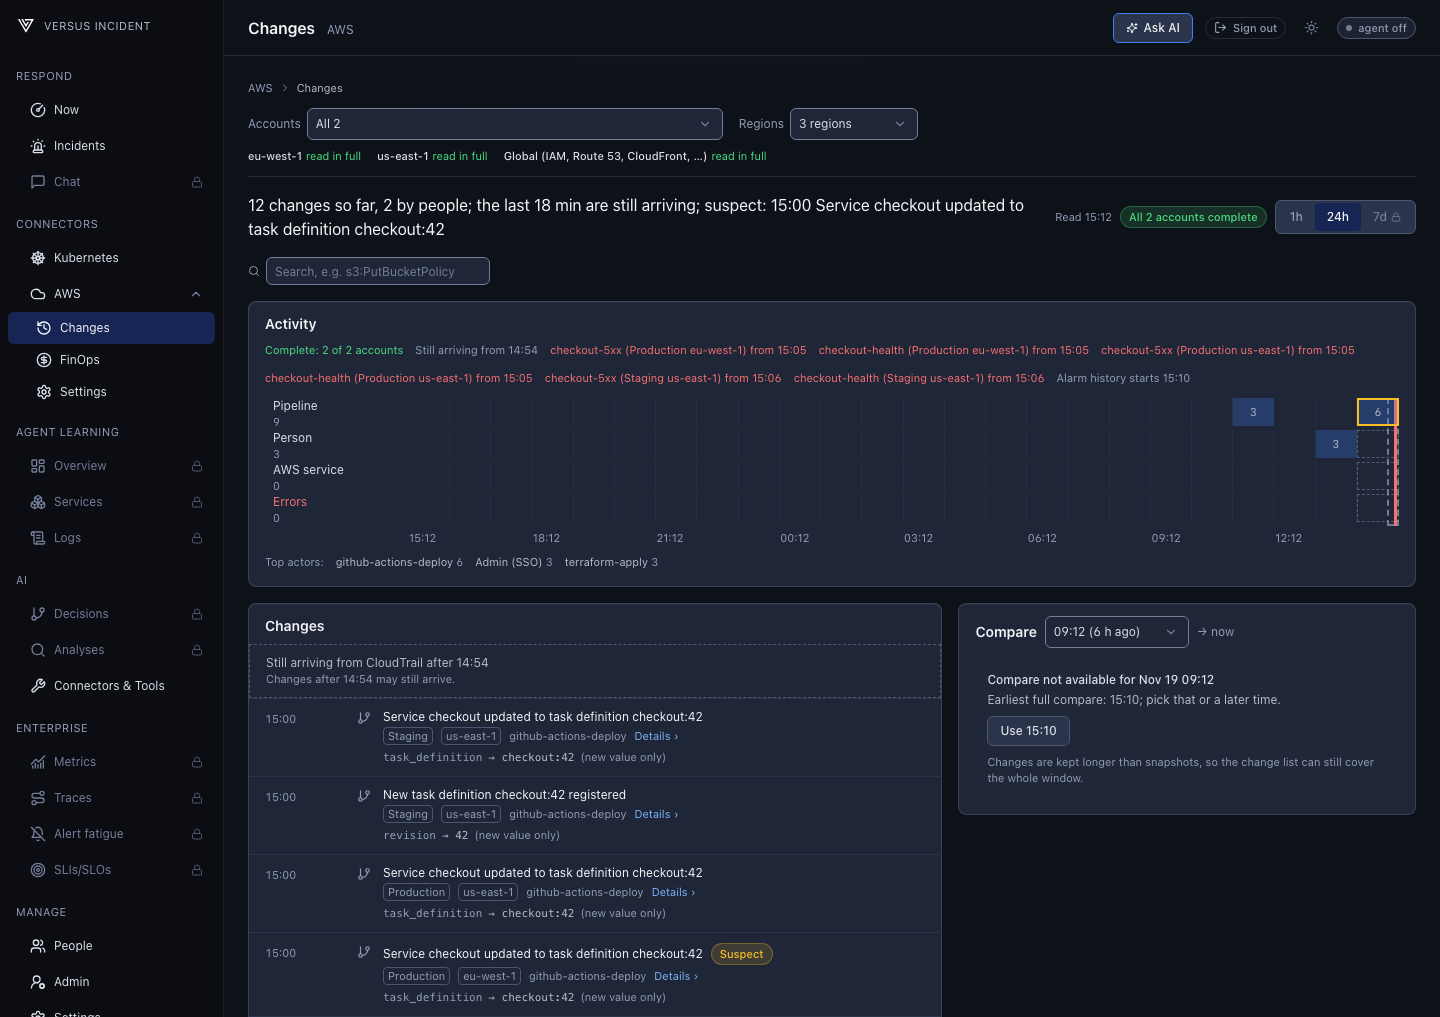 VERSUS INCIDENT
RESPOND
Now
Incidents
Chat
CONNECTORS
Kubernetes
AWS
Changes
FinOps
Settings
AGENT LEARNING
Overview
Services
Logs
AI
Decisions
Analyses
Connectors & Tools
ENTERPRISE
Metrics
Traces
Alert fatigue
SLIs/SLOs
MANAGE
People
Admin
Settings
Changes AWS
Ask AI
Sign out
agent off
AWS > Changes
Accounts All 2 Regions 3 regions
eu-west-1 read in full us-east-1 read in full Global (IAM, Route 53, CloudFront, ...) read in full
12 changes so far, 2 by people; the last 18 min are still arriving; suspect: 15:00 Service checkout updated to
task definition checkout:42
Read 15:12 All 2 accounts complete 1h 24h 7d
Search, e.g. s3:PutBucketPolicy
Activity
Complete: 2 of 2 accounts Still arriving from 14:54 checkout-5xx (Production eu-west-1) from 15:05 checkout-health (Production eu-west-1) from 15:05 checkout-5xx (Production us-east-1) from 15:05
checkout-health (Production us-east-1) from 15:05 checkout-5xx (Staging us-east-1) from 15:06 checkout-health (Staging us-east-1) from 15:06 Alarm history starts 15:10
Pipeline
9
3 6
Person
3
3
AWS service
0
Errors
0
15:12 18:12 21:12 00:12 03:12 06:12 09:12 12:12
Top actors: github-actions-deploy 6 Admin (SSO) 3 terraform-apply 3
Changes
Still arriving from CloudTrail after 14:54
Changes after 14:54 may still arrive.
15:00 Service checkout updated to task definition checkout:42
Staging us-east-1 github-actions-deploy Details ›
task_definition → checkout:42 (new value only)
15:00 New task definition checkout:42 registered
Staging us-east-1 github-actions-deploy Details ›
revision → 42 (new value only)
15:00 Service checkout updated to task definition checkout:42
Production us-east-1 github-actions-deploy Details ›
task_definition → checkout:42 (new value only)
15:00 Service checkout updated to task definition checkout:42 Suspect
Production eu-west-1 github-actions-deploy Details ›
task_definition → checkout:42 (new value only)
Compare 09:12 (6 h ago) → now
Compare not available for Nov 19 09:12
Earliest full compare: 15:10; pick that or a later time.
Use 15:10
Changes are kept longer than snapshots, so the change list can still cover
the whole window.